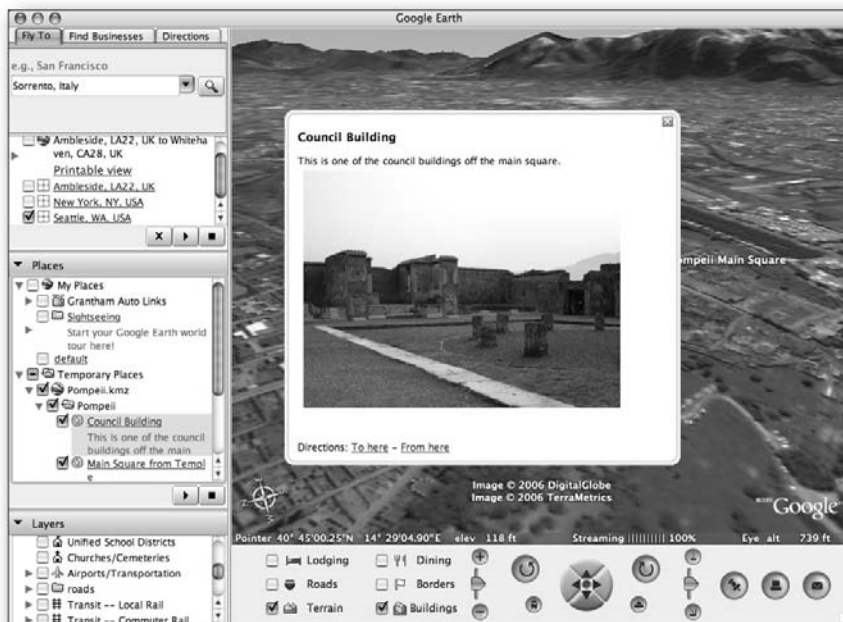 Google Earth
Fly To Find Businesses Directions
e.g., San Francisco
Sorrento, Italy
Ambleside, LA22, UK to Whiteha
ven, CA28, UK
Printable view
Ambleside, LA22, UK
New York, NY, USA
Seattle, WA, USA
Places
My Places
Grantham Auto Links
Sightseeing
Start your Google Earth world
tour here!
default
Temporary Places
Pompeii.kmz
Pompeii
Council Building
This is one of the council
buildings off the main
Main Square from Templ
e
Layers
Unified School Districts
Churches/Cemeteries
Airports/Transportation
roads
Transit -- Local Rail
Transit -- Commuter Rail
Council Building
This is one of the council buildings off the main square.
Directions: To here - From here
ompeii Main Square
Image © 2006 DigitalGlobe
Image © 2006 TerraMetrics
©2005 Google
Pointer 40° 45'00.25"N 14° 29'04.90"E elev 118 ft Streaming |||||||||| 100% Eye alt 739 ft
Lodging Dining
Roads Borders
Terrain Buildings